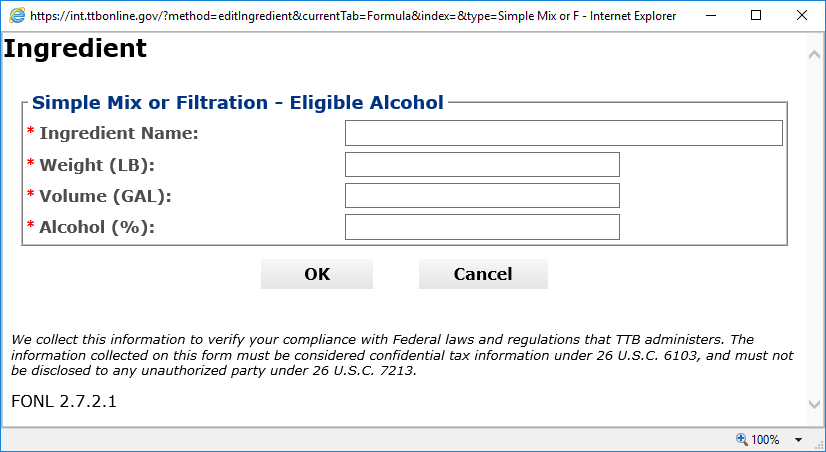 https://int.ttbonline.gov/?method=editIngredient&currentTab=Formula&index=&type=Simple Mix or F - Internet Explorer
Ingredient
Simple Mix or Filtration - Eligible Alcohol
* Ingredient Name:
* Weight (LB):
* Volume (GAL):
* Alcohol (%):
OK Cancel
We collect this information to verify your compliance with Federal laws and regulations that TTB administers. The
information collected on this form must be considered confidential tax information under 26 U.S.C. 6103, and must not
be disclosed to any unauthorized party under 26 U.S.C. 7213.
FONL 2.7.2.1
100%